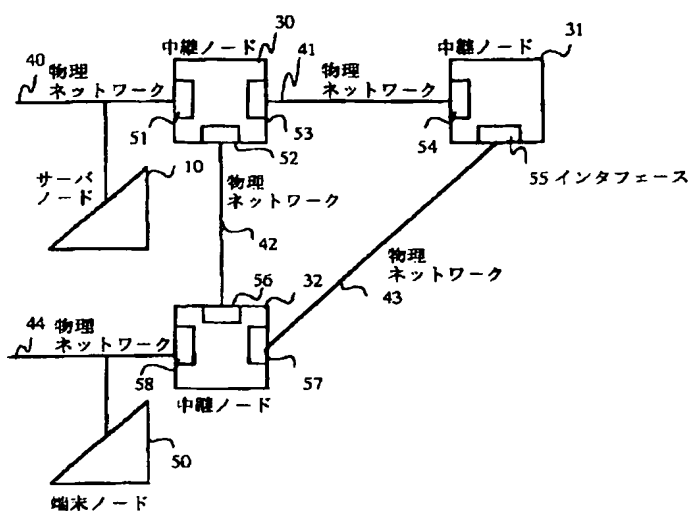 30
中継ノード
41
中継ノード
31
40
物理
ネットワーク
物理
ネットワーク
51
53
54
52
10
サーバ
ノード
物理
ネットワーク
42
55 インタフェース
物理
ネットワーク
43
56
32
44
物理
ネットワーク
58
57
中継ノード
50
端末ノード